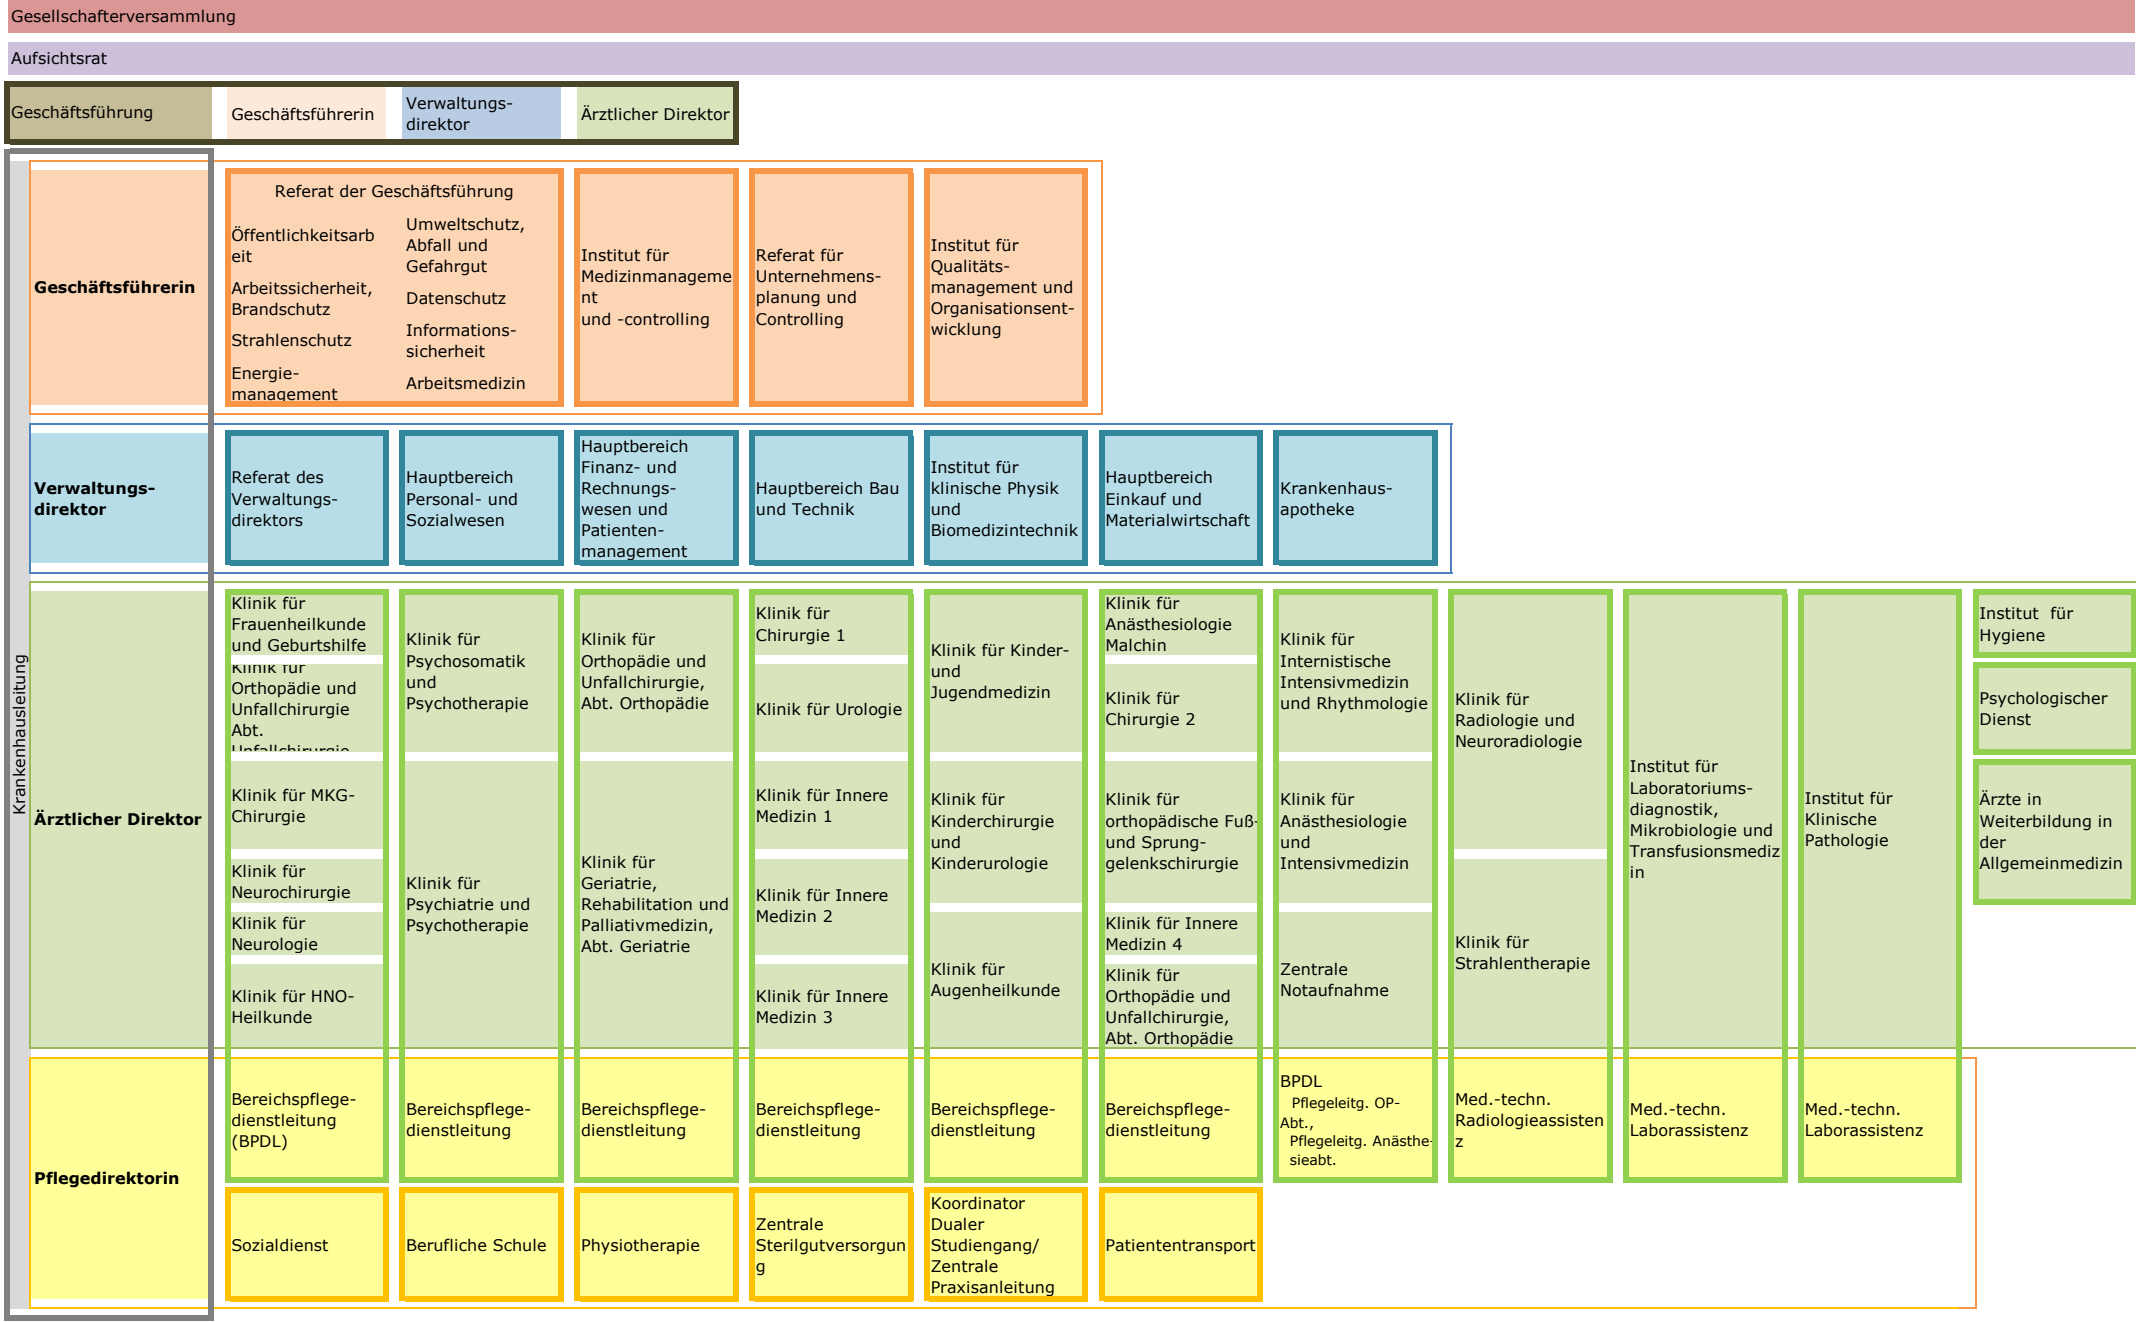 Gesellschafterversammlung
Aufsichtsrat
Geschäftsführung
Geschäftsführerin
Verwaltungs-
direktor
Ärztlicher Direktor
Krankenhausleitung
Geschäftsführerin
Referat der Geschäftsführung
Öffentlichkeitsarb
eit
Arbeitssicherheit,
Brandschutz
Strahlenschutz
Energie-
management
Umweltschutz,
Abfall und
Gefahrgut
Datenschutz
Informations-
sicherheit
Arbeitsmedizin
Institut für
Medizinmanageme
nt
und -controlling
Referat für
Unternehmens-
planung und
Controlling
Institut für
Qualitäts-
management und
Organisationsent-
wicklung
Verwaltungs-
direktor
Referat des
Verwaltungs-
direktors
Hauptbereich
Personal- und
Sozialwesen
Hauptbereich
Finanz- und
Rechnungs-
wesen und
Patienten-
management
Hauptbereich Bau
und Technik
Institut für
klinische Physik
und
Biomedizintechnik
Hauptbereich
Einkauf und
Materialwirtschaft
Krankenhaus-
apotheke
Ärztlicher Direktor
Klinik für
Frauenheilkunde
und Geburtshilfe
Klinik für
Orthopädie und
Unfallchirurgie
Abt.
Unfallchirurgie
Klinik für MKG-
Chirurgie
Klinik für
Neurochirurgie
Klinik für
Neurologie
Klinik für HNO-
Heilkunde
Klinik für
Psychosomatik
und
Psychotherapie
Klinik für
Psychiatrie und
Psychotherapie
Klinik für
Orthopädie und
Unfallchirurgie,
Abt. Orthopädie
Klinik für
Geriatrie,
Rehabilitation und
Palliativmedizin,
Abt. Geriatrie
Klinik für
Chirurgie 1
Klinik für Urologie
Klinik für Innere
Medizin 1
Klinik für Innere
Medizin 2
Klinik für Innere
Medizin 3
Klinik für Kinder-
und
Jugendmedizin
Klinik für
Kinderchirurgie
und
Kinderurologie
Klinik für
Augenheilkunde
Klinik für
Anästhesiologie
Malchin
Klinik für
Chirurgie 2
Klinik für
orthopädische Fuß-
und Sprung-
gelenkschirurgie
Klinik für Innere
Medizin 4
Klinik für
Orthopädie und
Unfallchirurgie,
Abt. Orthopädie
Klinik für
Internistische
Intensivmedizin
und Rhythmologie
Klinik für
Anästhesiologie
und
Intensivmedizin
Zentrale
Notaufnahme
Klinik für
Radiologie und
Neuroradiologie
Klinik für
Strahlentherapie
Institut für
Laboratoriums-
diagnostik,
Mikrobiologie und
Transfusionsmediz
in
Institut für
Klinische
Pathologie
Institut für
Hygiene
Psychologischer
Dienst
Ärzte in
Weiterbildung in
der
Allgemeinmedizin
Pflegedirektorin
Bereichspflege-
dienstleitung
(BPDL)
Bereichspflege-
dienstleitung
Bereichspflege-
dienstleitung
Bereichspflege-
dienstleitung
Bereichspflege-
dienstleitung
Bereichspflege-
dienstleitung
BPDL
Pflegeleitg. OP-
Abt.,
Pflegeleitg. Anästhe-
sieabt.
Med.-techn.
Radiologieassisten
z
Med.-techn.
Laborassistenz
Med.-techn.
Laborassistenz
Sozialdienst
Berufliche Schule
Physiotherapie
Zentrale
Sterilgutversorgun
g
Koordinator
Dualer
Studiengang/
Zentrale
Praxisanleitung
Patiententransport